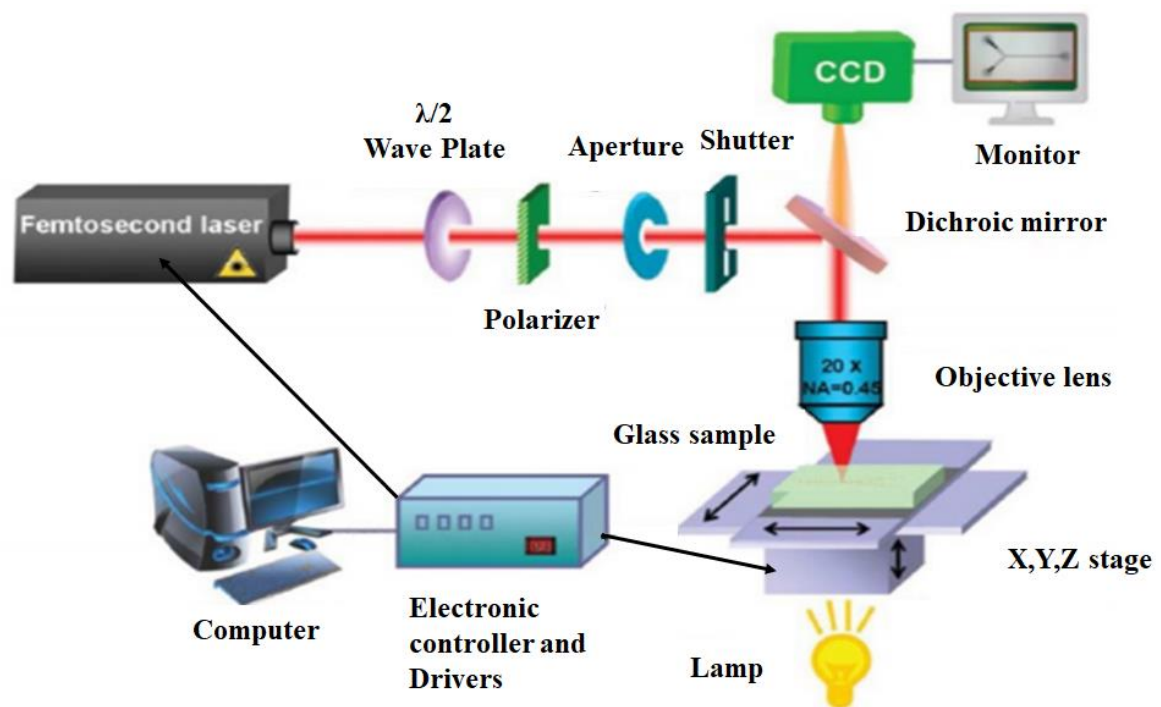 CCD
λ/2
Wave Plate
Aperture
Shutter
Monitor
Femtosecond laser
Dichroic mirror
Polarizer
20 x
NA=0.45
Objective lens
Glass sample
X,Y,Z stage
Computer
Electronic
controller and
Drivers
Lamp